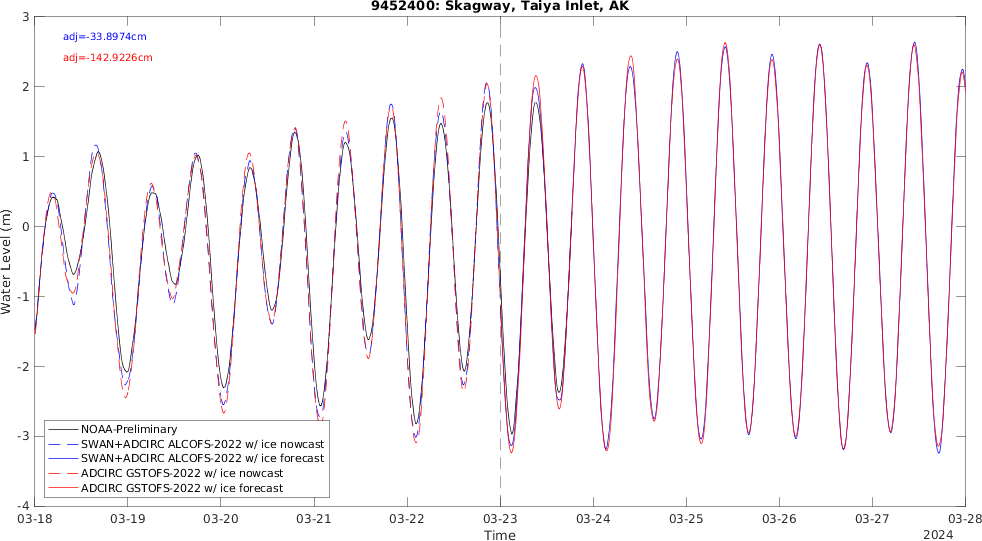 9452400: Skagway, Taiya Inlet, AK
adj=-33.8974cm
adj=-142.9226cm
3
2
1
0
-1
-2
-3
-4
Water Level (m)
NOAA-Preliminary
SWAN+ADCIRC ALCOFS-2022 w/ ice nowcast
SWAN+ADCIRC ALCOFS-2022 w/ ice forecast
ADCIRC GSTOFS-2022 w/ ice nowcast
ADCIRC GSTOFS-2022 w/ ice forecast
03-18 03-19 03-20 03-21 03-22 03-23 03-24 03-25 03-26 03-27 03-28
Time
2024